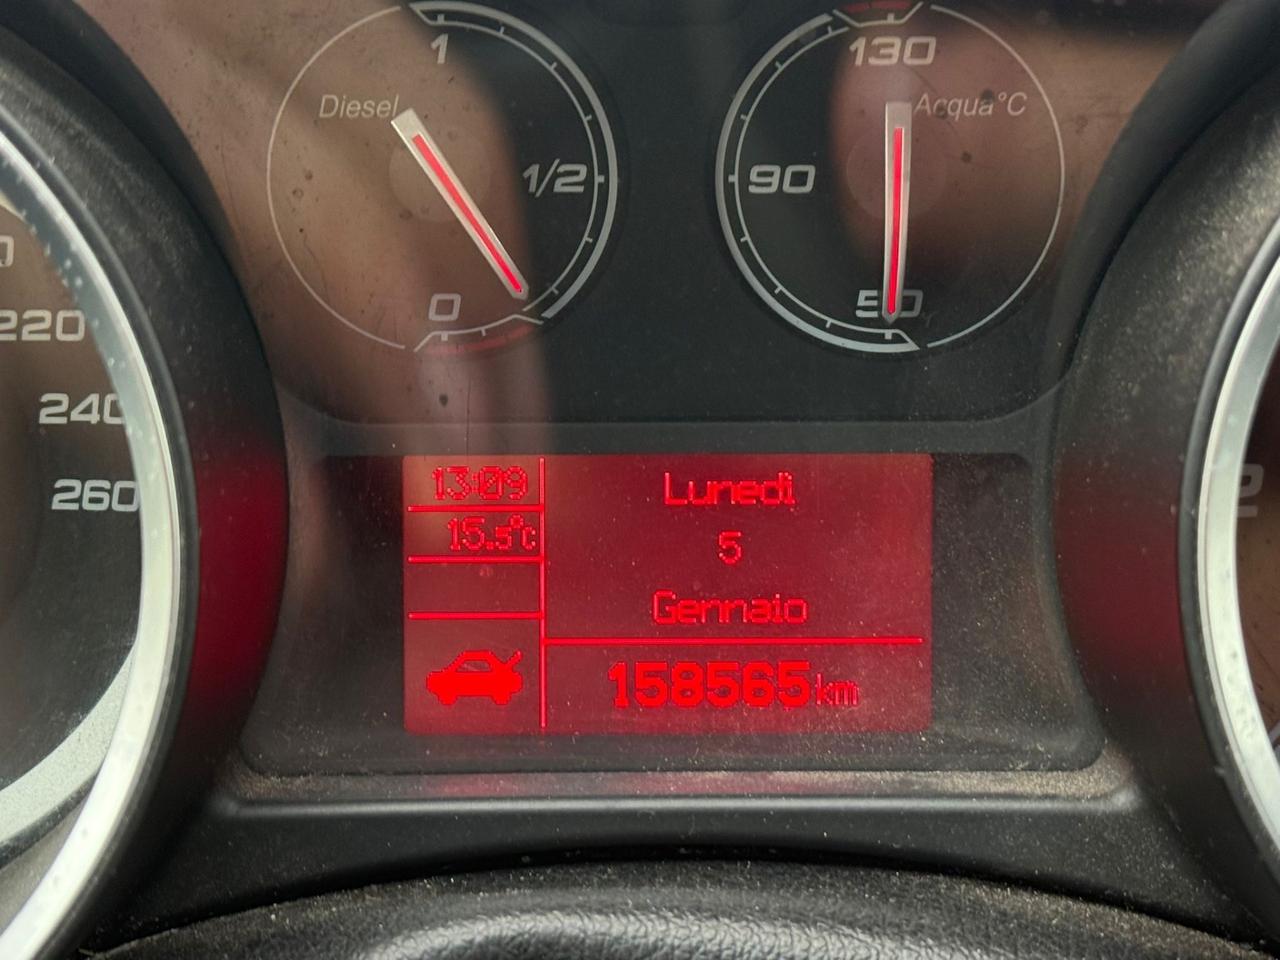 1
130
Diesel
Acqua°C
1/2
90
0
50
220
240
260
13:09
Lunedì
15.5°C
5
Gennaio
158565km